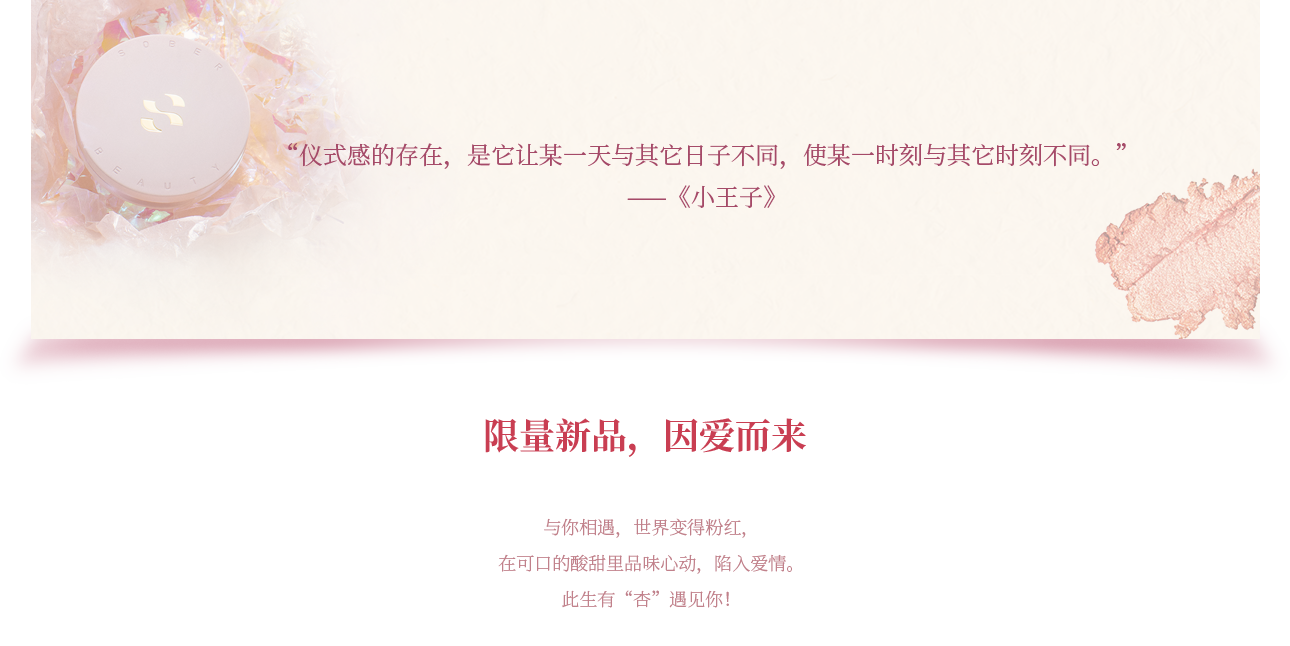 SOBER
BEAUTY
“仪式感的存在，是它让某一天与其它日子不同，使某一时刻与其它时刻不同。”
——《小王子》
限量新品，因爱而来
与你相遇，世界变得粉红，
在可口的酸甜里品味心动，陷入爱情。
此生有“杏”遇见你！